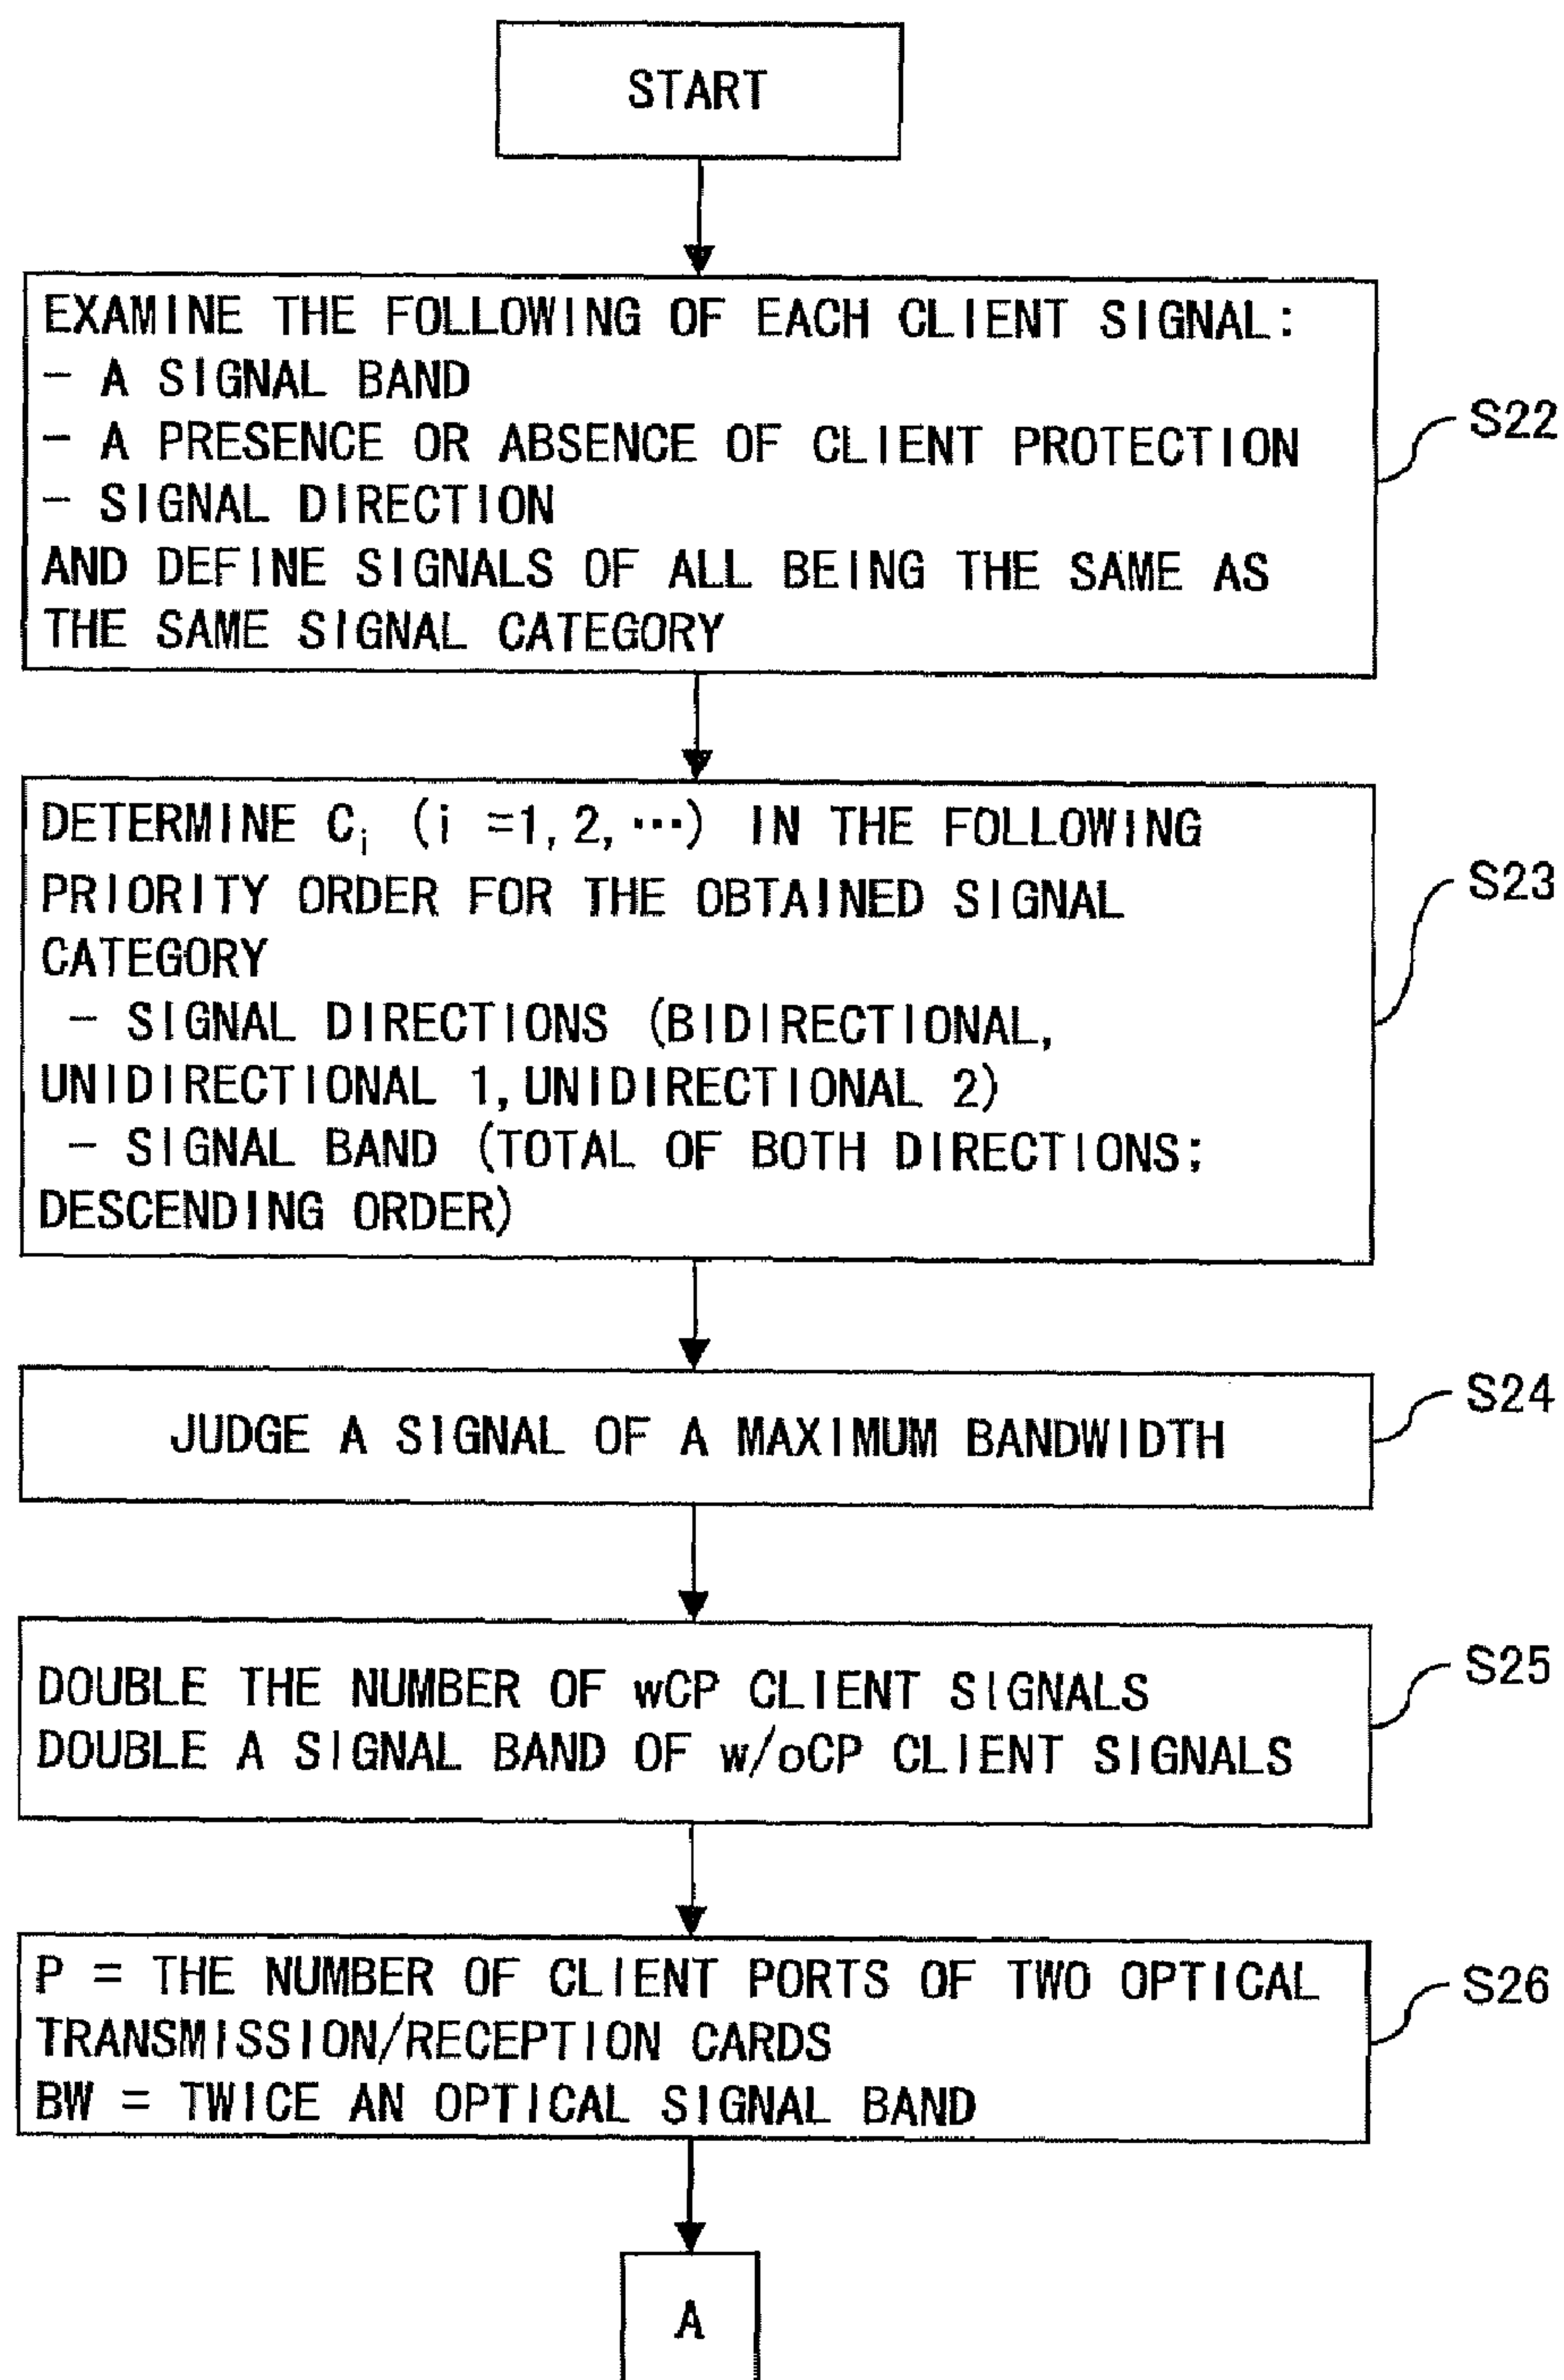 START
EXAMINE THE FOLLOWING OF EACH CLIENT SIGNAL:
- A SIGNAL BAND
- A PRESENCE OR ABSENCE OF CLIENT PROTECTION
- SIGNAL DIRECTION
AND DEFINE SIGNALS OF ALL BEING THE SAME AS
THE SAME SIGNAL CATEGORY
S22
DETERMINE Ci (i =1, 2, ···) IN THE FOLLOWING
PRIORITY ORDER FOR THE OBTAINED SIGNAL
CATEGORY
- SIGNAL DIRECTIONS (BIDIRECTIONAL,
UNIDIRECTIONAL 1, UNIDIRECTIONAL 2)
- SIGNAL BAND (TOTAL OF BOTH DIRECTIONS;
DESCENDING ORDER)
S23
JUDGE A SIGNAL OF A MAXIMUM BANDWIDTH
S24
DOUBLE THE NUMBER OF wCP CLIENT SIGNALS
DOUBLE A SIGNAL BAND OF w/oCP CLIENT SIGNALS
S25
P = THE NUMBER OF CLIENT PORTS OF TWO OPTICAL
TRANSMISSION/RECEPTION CARDS
BW = TWICE AN OPTICAL SIGNAL BAND
S26
A